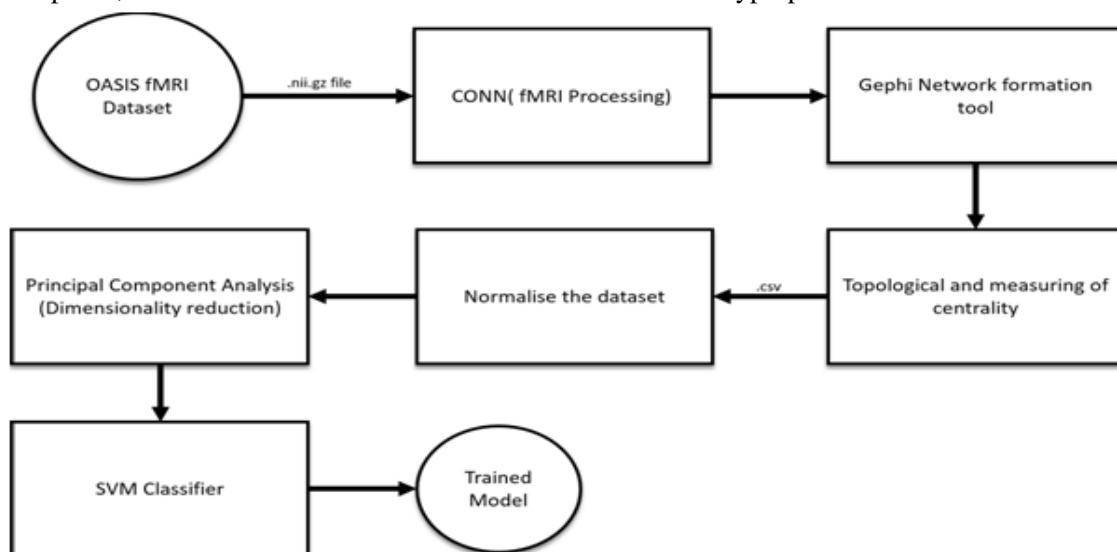 OASIS fMRI
Dataset
.nii.gz file
CONN( fMRI Processing)
Gephi Network formation
tool
Topological and measuring of
centrality
.csv
Normalise the dataset
Principal Component Analysis
(Dimensionality reduction)
SVM Classifier
Trained
Model